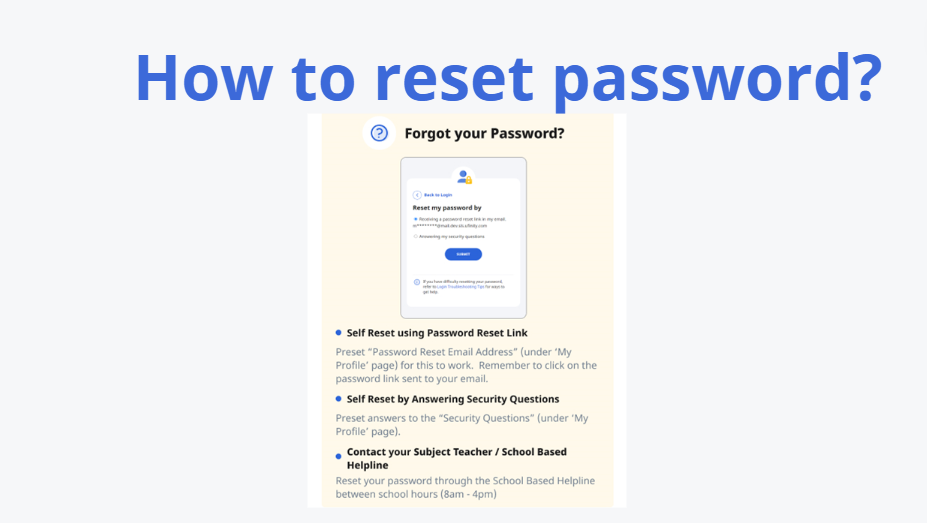 How to reset password?
Forgot your Password?
Back to Login
Reset my password by
Receiving a password reset link in my email,
Answering my security questions
SUBMIT
If you have difficulty resetting your password,
refer to Login Troubleshooting Tips for ways to
get help.
Self Reset using Password Reset Link
Preset “Password Reset Email Address” (under ‘My
Profile’ page) for this to work. Remember to click on the
password link sent to your email.
Self Reset by Answering Security Questions
Preset answers to the “Security Questions” (under ‘My
Profile’ page).
Contact your Subject Teacher / School Based
Helpline
Reset your password through the School Based Helpline
between school hours (8am - 4pm)